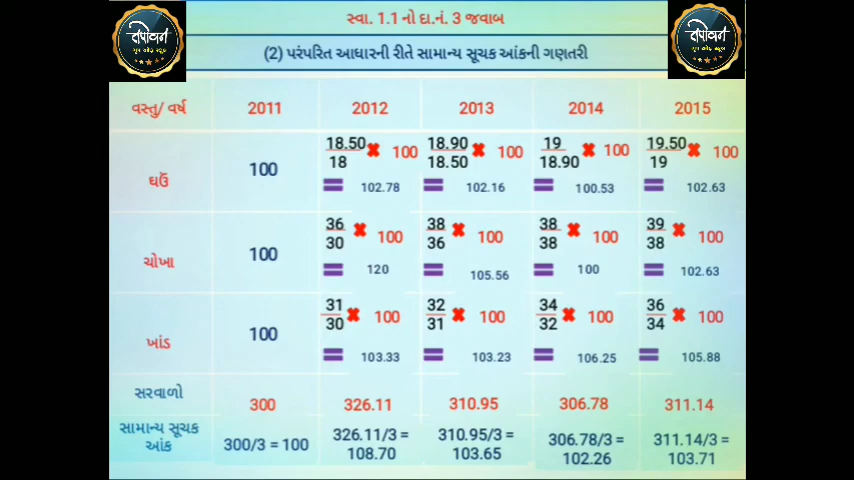 સ્વા. 1.1 નો દા.નં. 3 જવાબ
(2) પરંપરિત આધારની રીતે સામાન્ય સૂચક આંકની ગણતરી
તપોવન
તપોવન
વસ્તુ/ વર્ષ 2011 2012 2013 2014 2015
ઘઉં 100 18.50/18 ✖ 100 18.90/18.50 ✖ 100 19/18.90 ✖ 100 19.50/19 ✖ 100
= 102.78 = 102.16 = 100.53 = 102.63
ચોખા 100 36/30 ✖ 100 38/36 ✖ 100 38/38 ✖ 100 39/38 ✖ 100
= 120 = 105.56 = 100 = 102.63
ખાંડ 100 31/30 ✖ 100 32/31 ✖ 100 34/32 ✖ 100 36/34 ✖ 100
= 103.33 = 103.23 = 106.25 = 105.88
સરવાળો 300 326.11 310.95 306.78 311.14
સામાન્ય સૂચક આંક 300/3 = 100 326.11/3 = 108.70 310.95/3 = 103.65 306.78/3 = 102.26 311.14/3 = 103.71